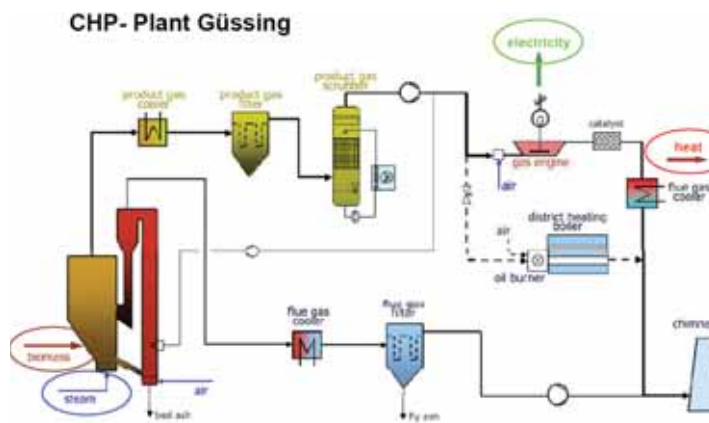 CHP- Plant Güssing
electricity
product gas
cooler
product gas
filter
product gas
scrubber
catalyst
heat
gas engine
air
flue gas
cooler
district heating
boiler
air
oil burner
flue gas
cooler
flue gas
filter
chimne
biomass
steam
air
bed ash
fly ash